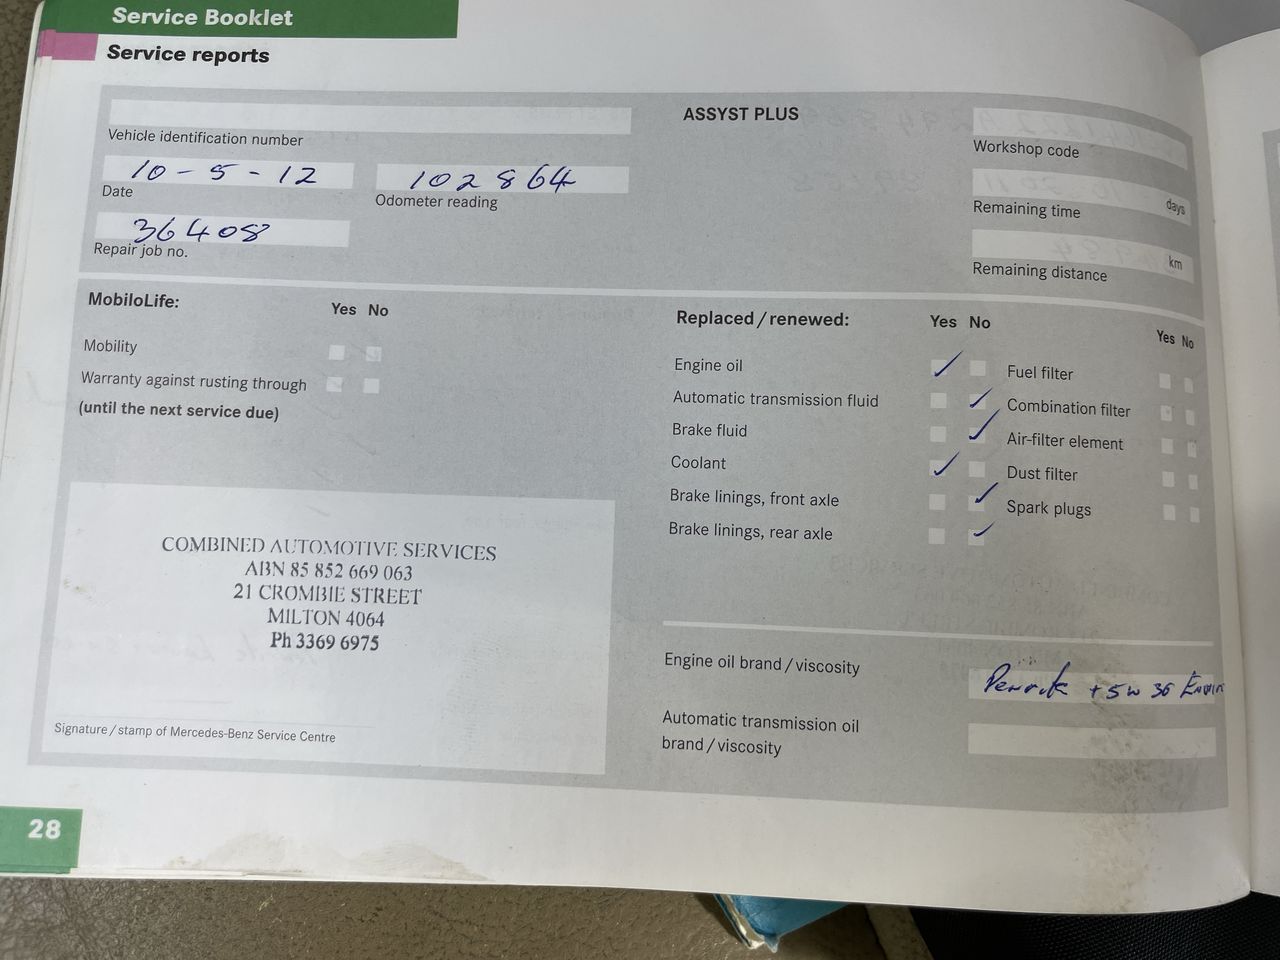 Service Booklet
Service reports
Vehicle identification number
10-5-12
Date
102864
Odometer reading
36408
Repair job no.
ASSYST PLUS
Workshop code
days
Remaining time
km
Remaining distance
MobiloLife:
Yes No
Mobility
Warranty against rusting through
(until the next service due)
COMBINED AUTOMOTIVE SERVICES
ABN 85 852 669 063
21 CROMBIE STREET
MILTON 4064
Ph 3369 6975
Signature/stamp of Mercedes-Benz Service Centre
Replaced/renewed:
Yes No
Yes No
Engine oil
Automatic transmission fluid
Brake fluid
Coolant
Brake linings, front axle
Brake linings, rear axle
Fuel filter
Combination filter
Air-filter element
Dust filter
Spark plugs
Engine oil brand/viscosity
5w 30
Automatic transmission oil
brand/viscosity
28